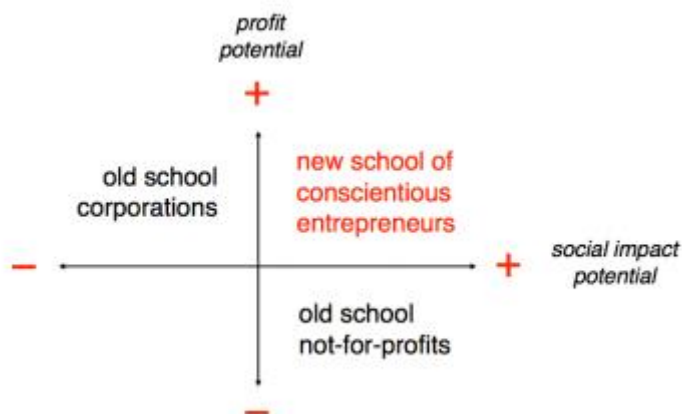 profit
potential
+
old school
corporations
new school of
conscientious
entrepreneurs
–
+
social impact
potential
old school
not-for-profits
–